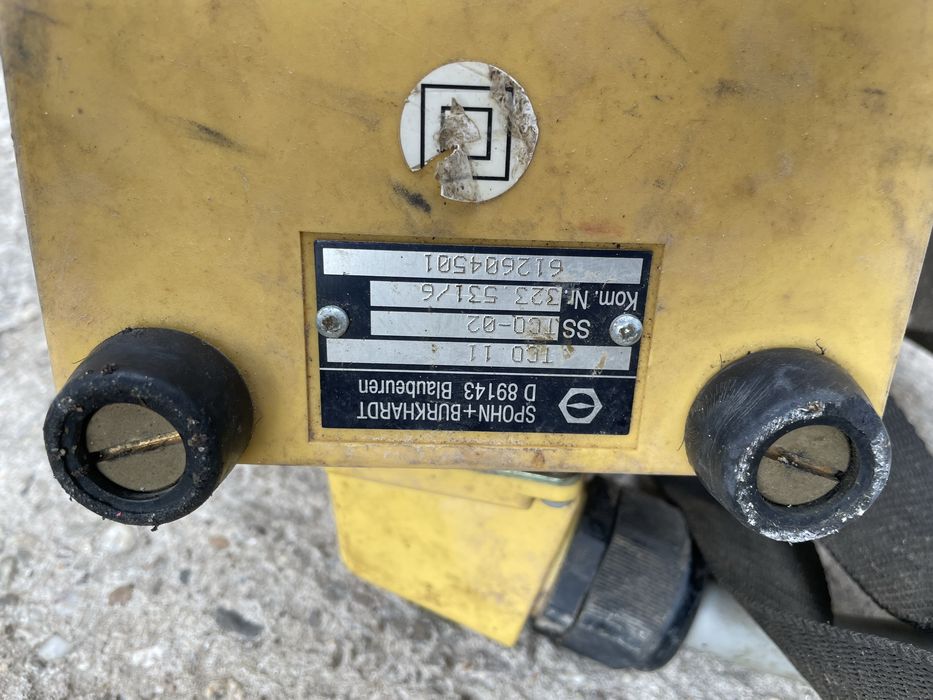 SPOHN+BURKHARDT
D 89143 Blaubeuren
TCO 11
SS TCO-02
Kom. Nr. 323 531/6
612604501